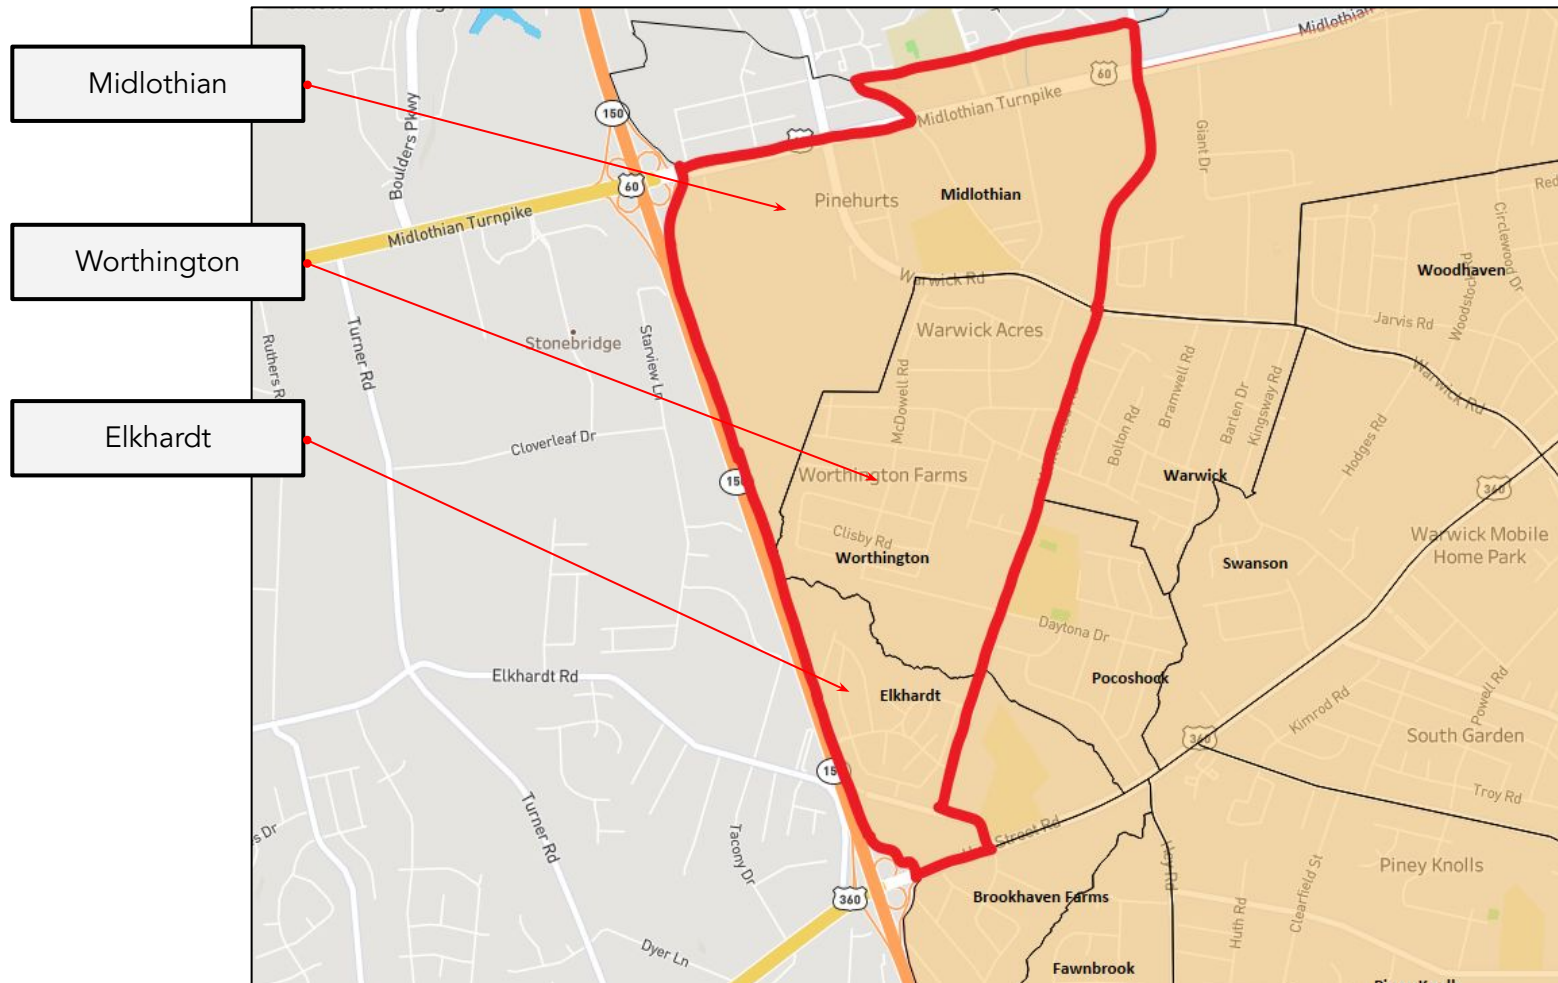 Midlothian
Worthington
Elkhardt
Midlothian
60
Midlothian Turnpike
150
Boulders Pkwy
60
Midlothian Turnpike
Giant Dr
Pinehurts
Midlothian
Circlewood Dr
Woodstock
Woodhaven
Warwick Rd
Jarvis Rd
Turner Rd
Stonebridge
Starview Ln
Warwick Acres
McDowell Rd
Bramwell Rd
Bolton Rd
Barlen Dr
Kingsway Rd
Warwick Rd
Hodges Rd
Cloverleaf Dr
Worthington Farms
Warwick
360
Clisby Rd
Worthington
Swanson
Warwick Mobile
Home Park
Daytona Dr
Elkhardt Rd
Elkhardt
Pocoshock
Kimrod Rd
Powell Rd
360
South Garden
Turner Rd
Troy Rd
Street Rd
Tacony Dr
Hey Rd
Piney Knolls
Clearfield St
360
Brookhaven Farms
Huth Rd
Dyer Ln
Fawnbrook